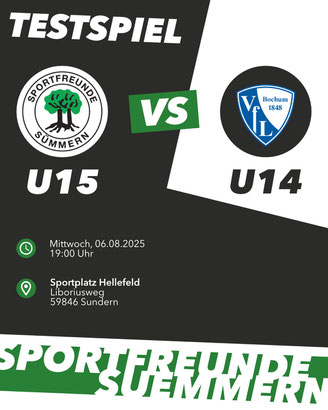 TESTSPIEL
SPORTFREUNDE
SÜMMERN
VS
Bochum
1848
VfL
U15
U14
Mittwoch, 06.08.2025
19:00 Uhr
Sportplatz Hellefeld
Liboriusweg
59846 Sundern
SPORTFREUNDE
SUEMMERN